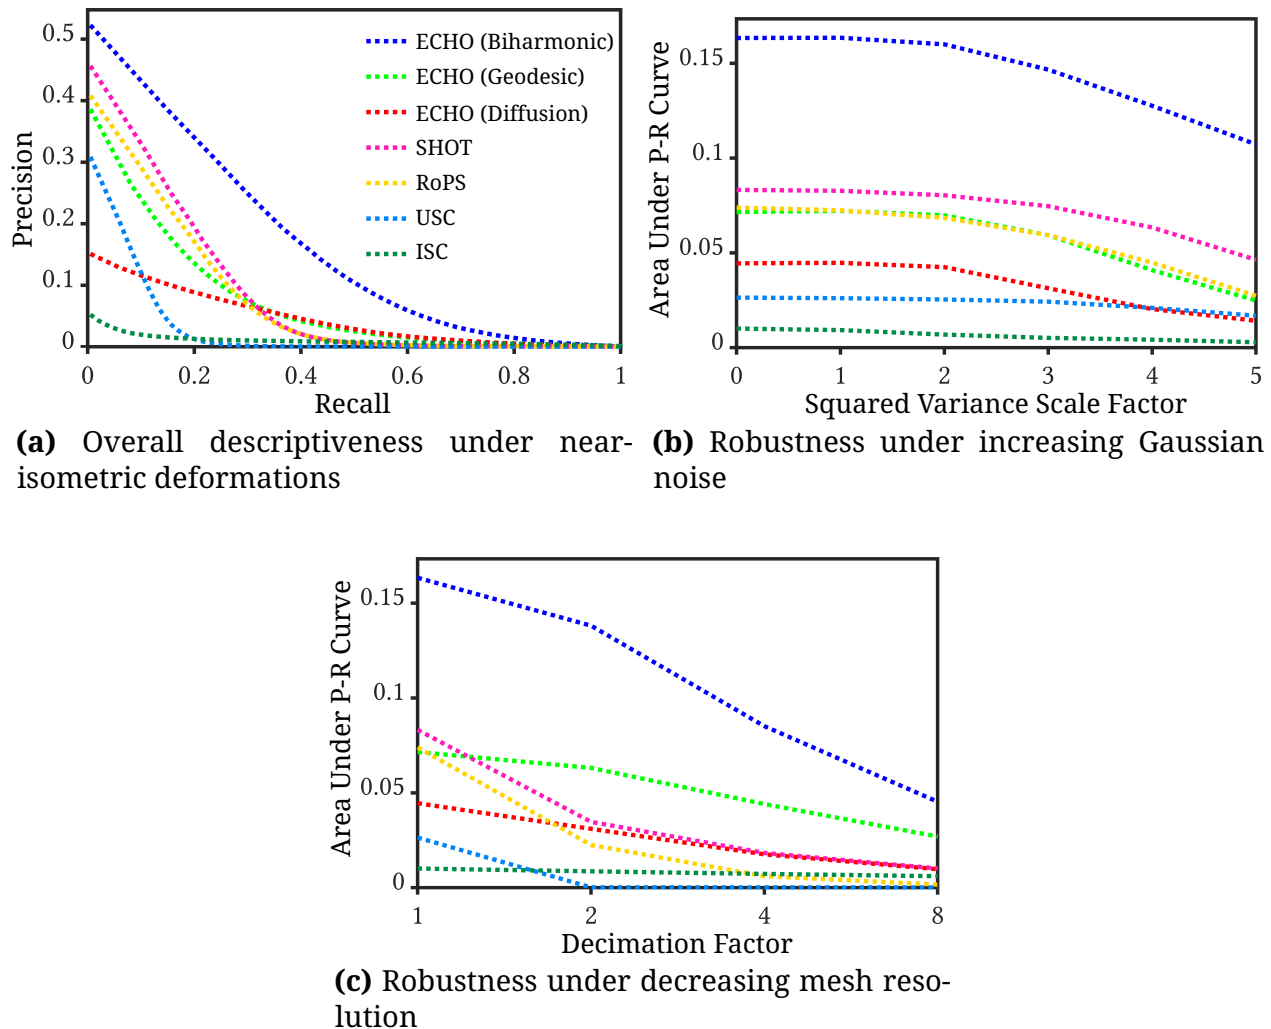 Precision
0.5
0.4
0.3
0.2
0.1
0
ECHO (Biharmonic)
ECHO (Geodesic)
ECHO (Diffusion)
SHOT
RoPS
USC
ISC
0 0.2 0.4 0.6 0.8 1
Recall
(a) Overall descriptiveness under near-
isometric deformations
Area Under P-R Curve
0.15
0.1
0.05
0
0 1 2 3 4 5
Squared Variance Scale Factor
(b) Robustness under increasing Gaussian
noise
Area Under P-R Curve
0.15
0.1
0.05
0
1 2 4 8
Decimation Factor
(c) Robustness under decreasing mesh reso-
lution